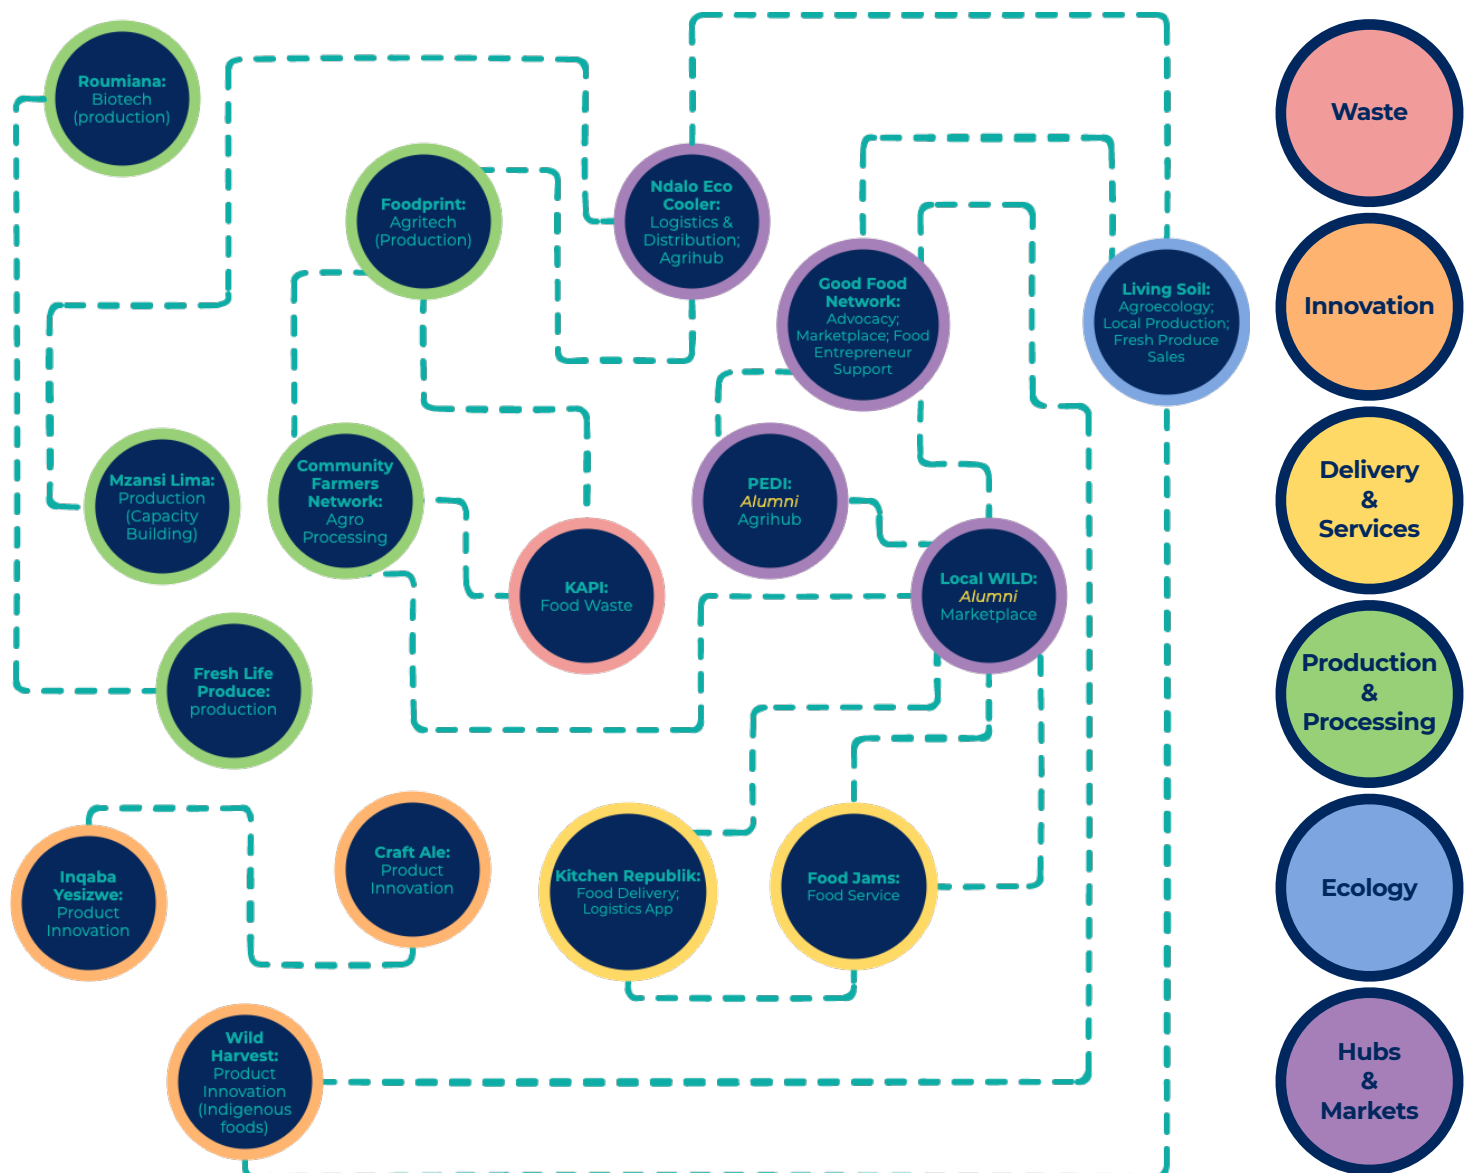 Roumiana:
Biotech
(production)
Foodprint:
Agritech
(Production)
Ndalo Eco
Cooler:
Logistics &
Distribution;
Agrihub
Good Food
Network:
Advocacy;
Marketplace; Food
Entrepreneur
Support
Living Soil:
Agroecology;
Local Production;
Fresh Produce
Sales
Mzansi Lima:
Production
(Capacity
Building)
Community
Farmers
Network:
Agro
Processing
KAPI:
Food Waste
PEDI:
Alumni
Agrihub
Local WILD:
Alumni
Marketplace
Fresh Life
Produce:
production
Inqaba
Yesizwe:
Product
Innovation
Craft Ale:
Product
Innovation
Kitchen Republik:
Food Delivery;
Logistics App
Food Jams:
Food Service
Wild
Harvest:
Product
Innovation
(Indigenous
foods)
Waste
Innovation
Delivery
&
Services
Production
&
Processing
Ecology
Hubs
&
Markets